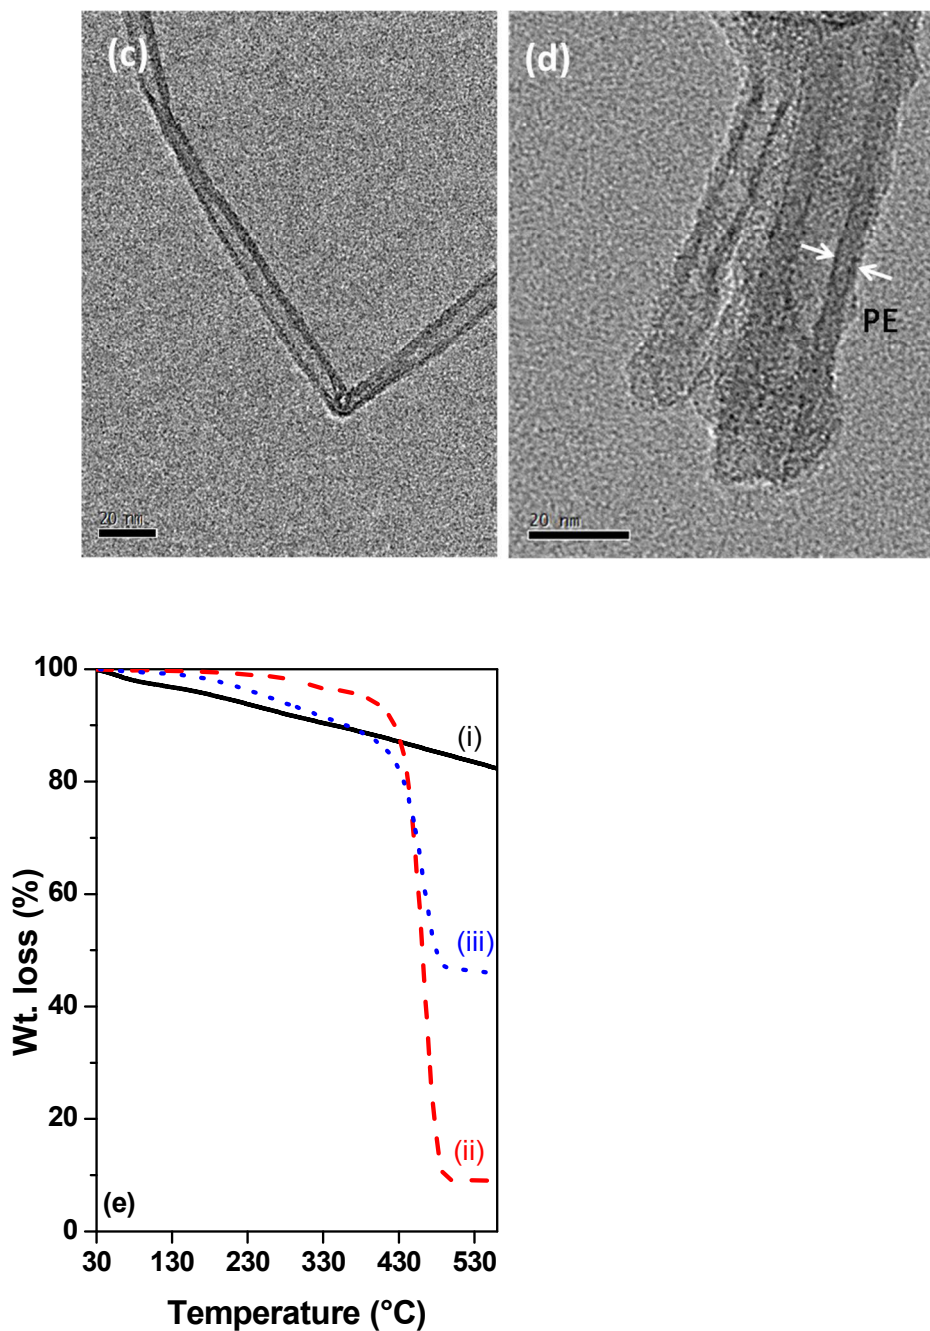 (c)
(d)
PE
20 nm
20 nm
100
80
60
40
20
0
Wt. loss (%)
(i)
(iii)
(ii)
(e)
30 130 230 330 430 530
Temperature (°C)